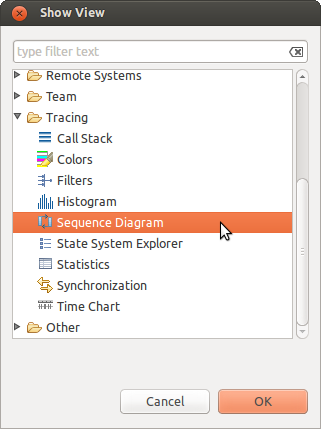 Show View
type filter text
Remote Systems
Team
Tracing
Call Stack
Colors
Filters
Histogram
Sequence Diagram
State System Explorer
Statistics
Synchronization
Time Chart
Other
Cancel
OK